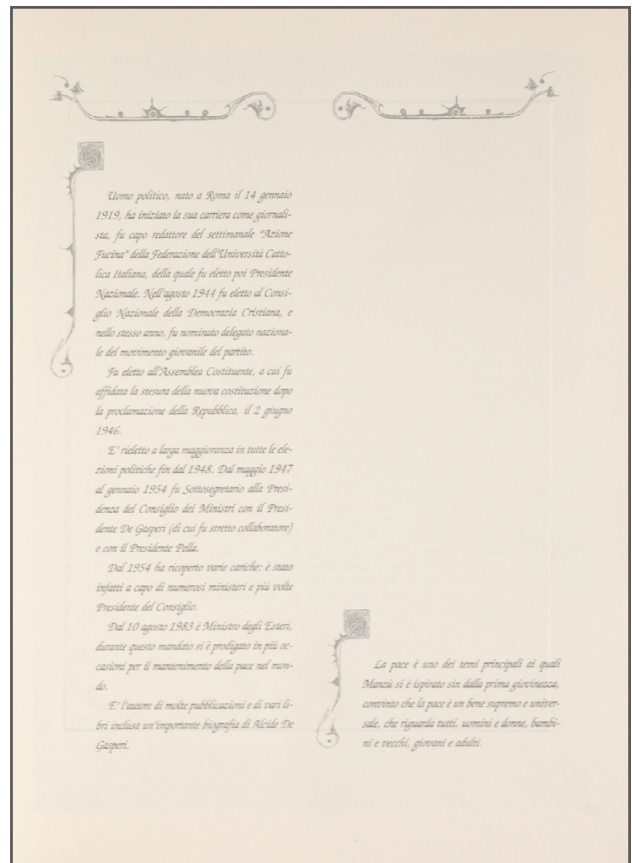 Uomo politico, nato a Roma il 14 gennaio
1919, ha iniziato la sua carriera come giornali-
sta, fu capo redattore del settimanale "Azione
Fucina" della Federazione dell'Università Catto-
lica Italiana, della quale fu eletto poi Presidente
Nazionale. Nell'agosto 1944 fu eletto al Consi-
glio Nazionale della Democrazia Cristiana, e
nello stesso anno, fu nominato delegato naziona-
le del movimento giovanile del partito.
Fu eletto all'Assemblea Costituente, a cui fu
affidata la stesura della nuova costituzione dopo
la proclamazione della Repubblica, il 2 giugno
1946.
E' rieletto a larga maggioranza in tutte le ele-
zioni politiche fin dal 1948. Dal maggio 1947
al gennaio 1954 fu Sottosegretario alla Presi-
denza del Consiglio dei Ministri con il Presi-
dente De Gasperi (di cui fu stretto collaboratore)
e con il Presidente Pella.
Dal 1954 ha ricoperto varie cariche: è stato
infatti a capo di numerosi ministeri e più volte
Presidente del Consiglio.
Dal 10 agosto 1983 è Ministro degli Esteri,
durante questo mandato si è prodigato in più oc-
casioni per il mantenimento della pace nel mon-
do.
E' l'autore di molte pubblicazioni e di vari li-
bri inclusa un'importante biografia di Alcide De
Gasperi.
La pace è uno dei temi principali ai quali
Manzù si è ispirato sin dalla prima giovinezza,
convinto che la pace è un bene supremo e univer-
sale, che riguarda tutti, uomini e donne, bambi-
ni e vecchi, giovani e adulti.